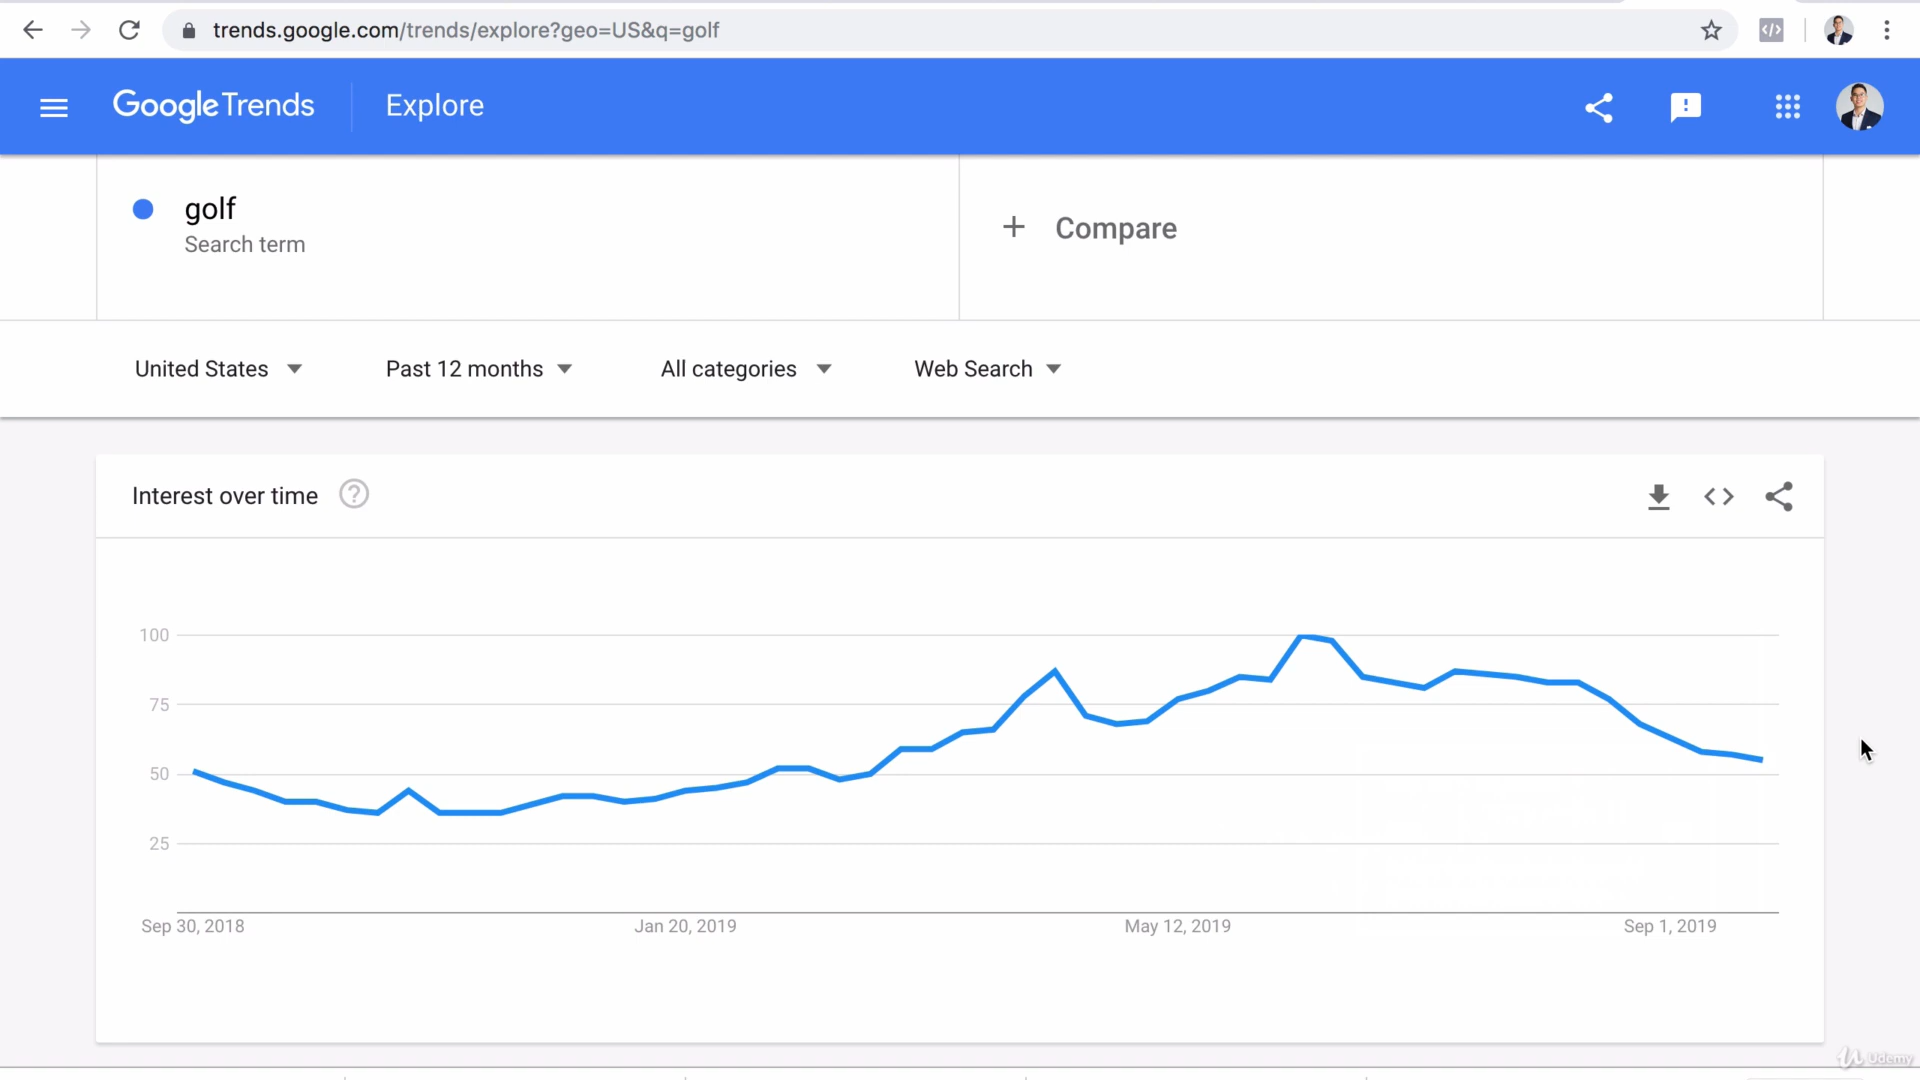 trends.google.com/trends/explore?geo=US&q=golf
Google Trends Explore
golf
Search term
+ Compare
United States Past 12 months All categories Web Search
Interest over time ?
100
75
50
25
Sep 30, 2018 Jan 20, 2019 May 12, 2019 Sep 1, 2019
Udemy